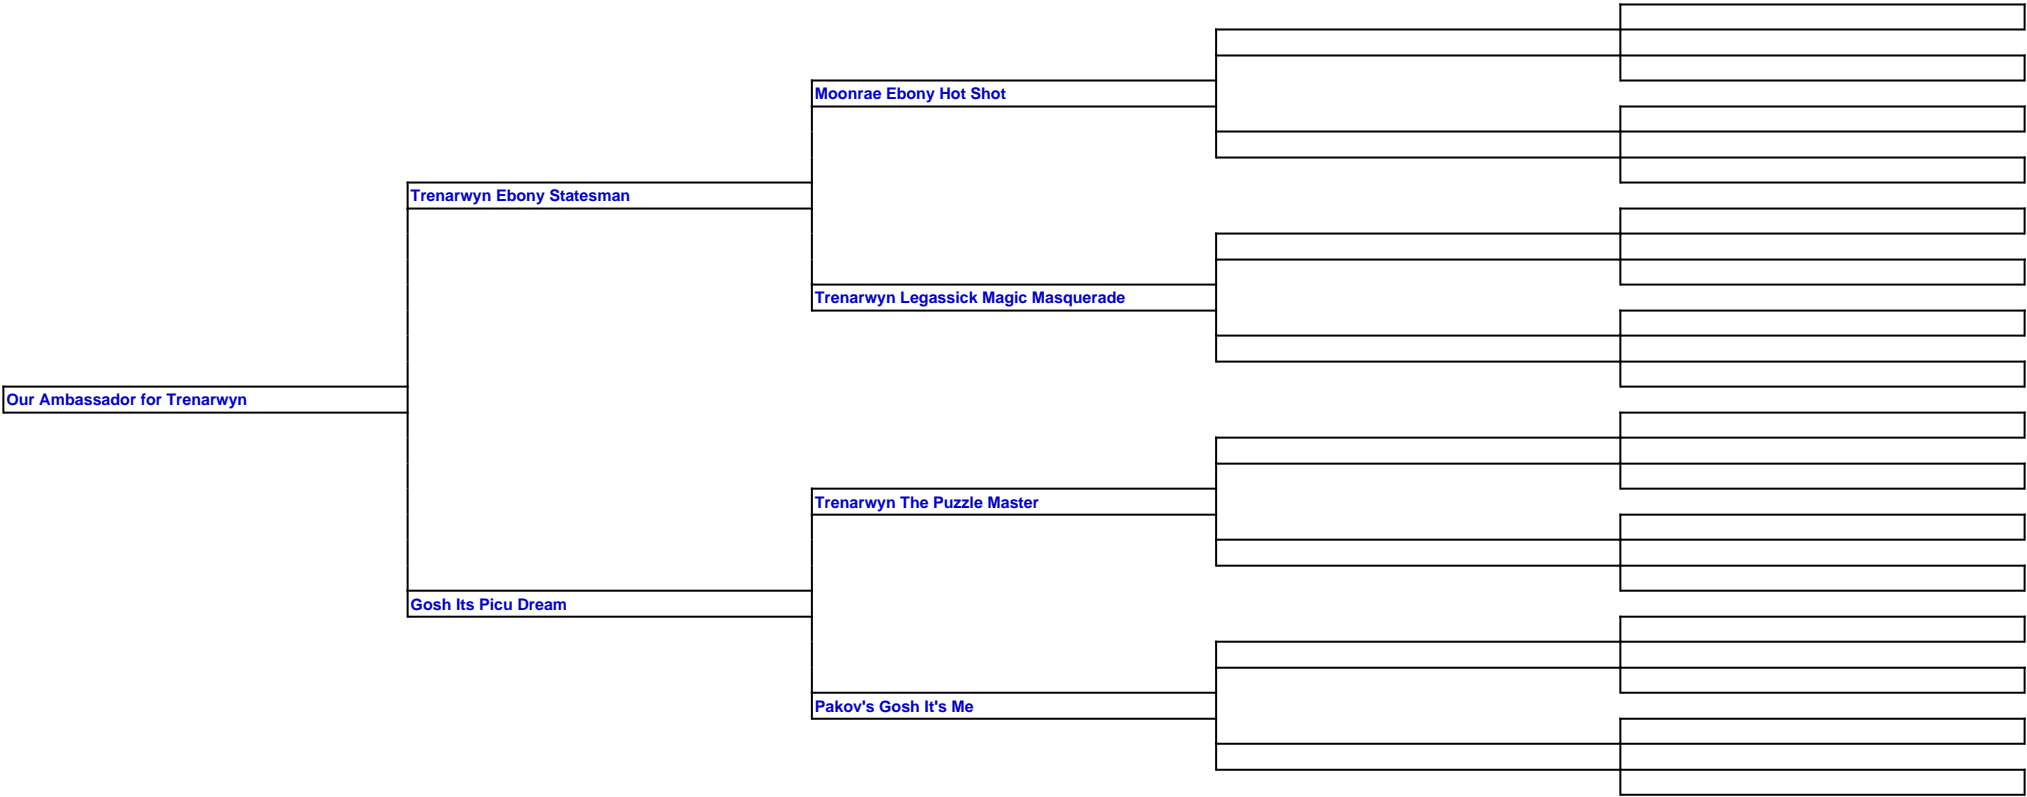 Moonrae Ebony Hot Shot
Trenarwyn Ebony Statesman
Trenarwyn Legassick Magic Masquerade
Our Ambassador for Trenarwyn
Trenarwyn The Puzzle Master
Gosh Its Picu Dream
Pakov's Gosh It's Me